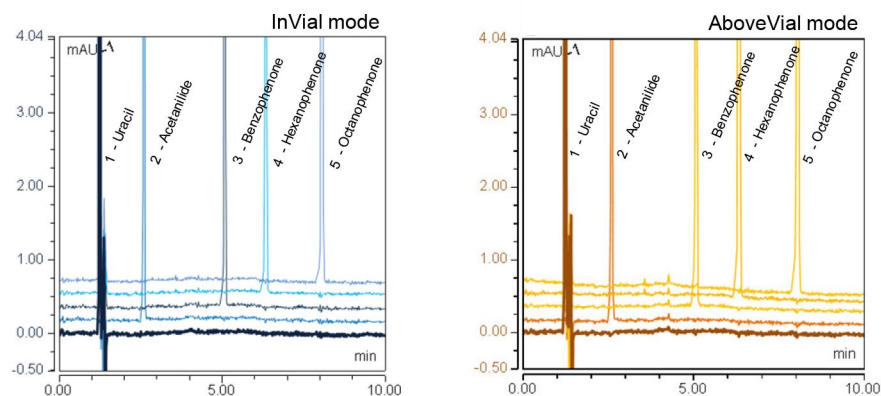 InVial mode
4.04
mAU
1
3.00
2.00
1.00
0.00
-0.50
1 - Uracil
2 - Acetanilide
3 - Benzophenone
4 - Hexanophenone
5 - Octanophenone
min
0.00
5.00
10.00
AboveVial mode
4.04
mAU
1
3.00
2.00
1.00
0.00
-0.50
1 - Uracil
2 - Acetanilide
3 - Benzophenone
4 - Hexanophenone
5 - Octanophenone
min
0.00
5.00
10.00